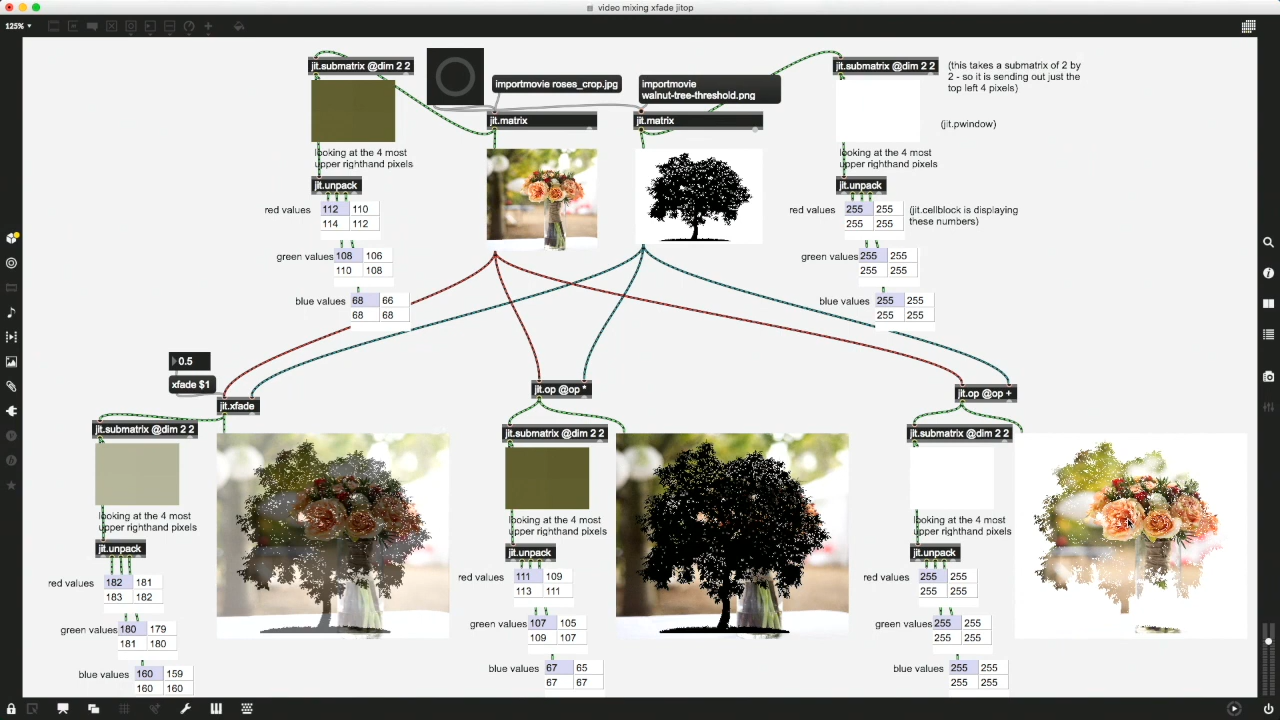 video mixing xfade jitop
125%
jit.submatrix @dim 2 2
importmovie roses_crop.jpg
importmovie
walnut-tree-threshold.png
jit.submatrix @dim 2 2
(this takes a submatrix of 2 by
2 - so it is sending out just the
top left 4 pixels)
jit.matrix
jit.matrix
(jit.pwindow)
looking at the 4 most
upper righthand pixels
looking at the 4 most
upper righthand pixels
jit.unpack
jit.unpack
red values 112 110
114 112
red values 255 255
255 255
(jit.cellblock is displaying
these numbers)
green values 108 106
110 108
green values 255 255
255 255
blue values 68 66
68 68
blue values 255 255
255 255
0.5
xfade $1
jit.xfade
jit.op @op *
jit.op @op +
jit.submatrix @dim 2 2
jit.submatrix @dim 2 2
jit.submatrix @dim 2 2
looking at the 4 most
upper righthand pixels
looking at the 4 most
upper righthand pixels
looking at the 4 most
upper righthand pixels
jit.unpack
jit.unpack
jit.unpack
red values 182 181
183 182
red values 111 109
113 111
red values 255 255
255 255
green values 180 179
181 180
green values 107 105
109 107
green values 255 255
255 255
blue values 160 159
160 160
blue values 67 65
67 67
blue values 255 255
255 255